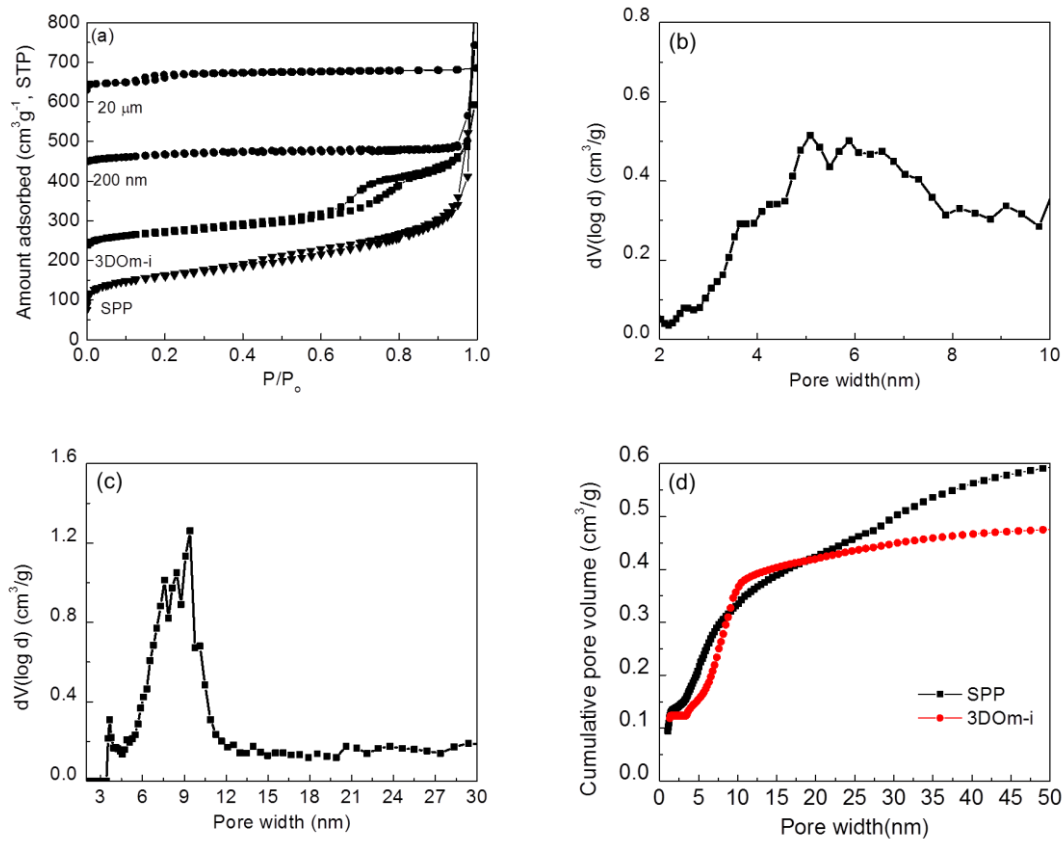 (a)
Amount adsorbed (cm³g⁻¹, STP)
800
700
600
500
400
300
200
100
0
20 μm
200 nm
3DOm-i
SPP
0.0 0.2 0.4 0.6 0.8 1.0
P/Pₒ
(b)
dV(log d) (cm³/g)
0.8
0.6
0.4
0.2
0.0
2 4 6 8 10
Pore width(nm)
(c)
dV(log d) (cm³/g)
1.6
1.2
0.8
0.4
0.0
3 6 9 12 15 18 21 24 27 30
Pore width (nm)
(d)
Cumulative pore volume (cm³/g)
0.6
0.5
0.4
0.3
0.2
0.1
0.0
SPP
3DOm-i
0 5 10 15 20 25 30 35 40 45 50
Pore width(nm)